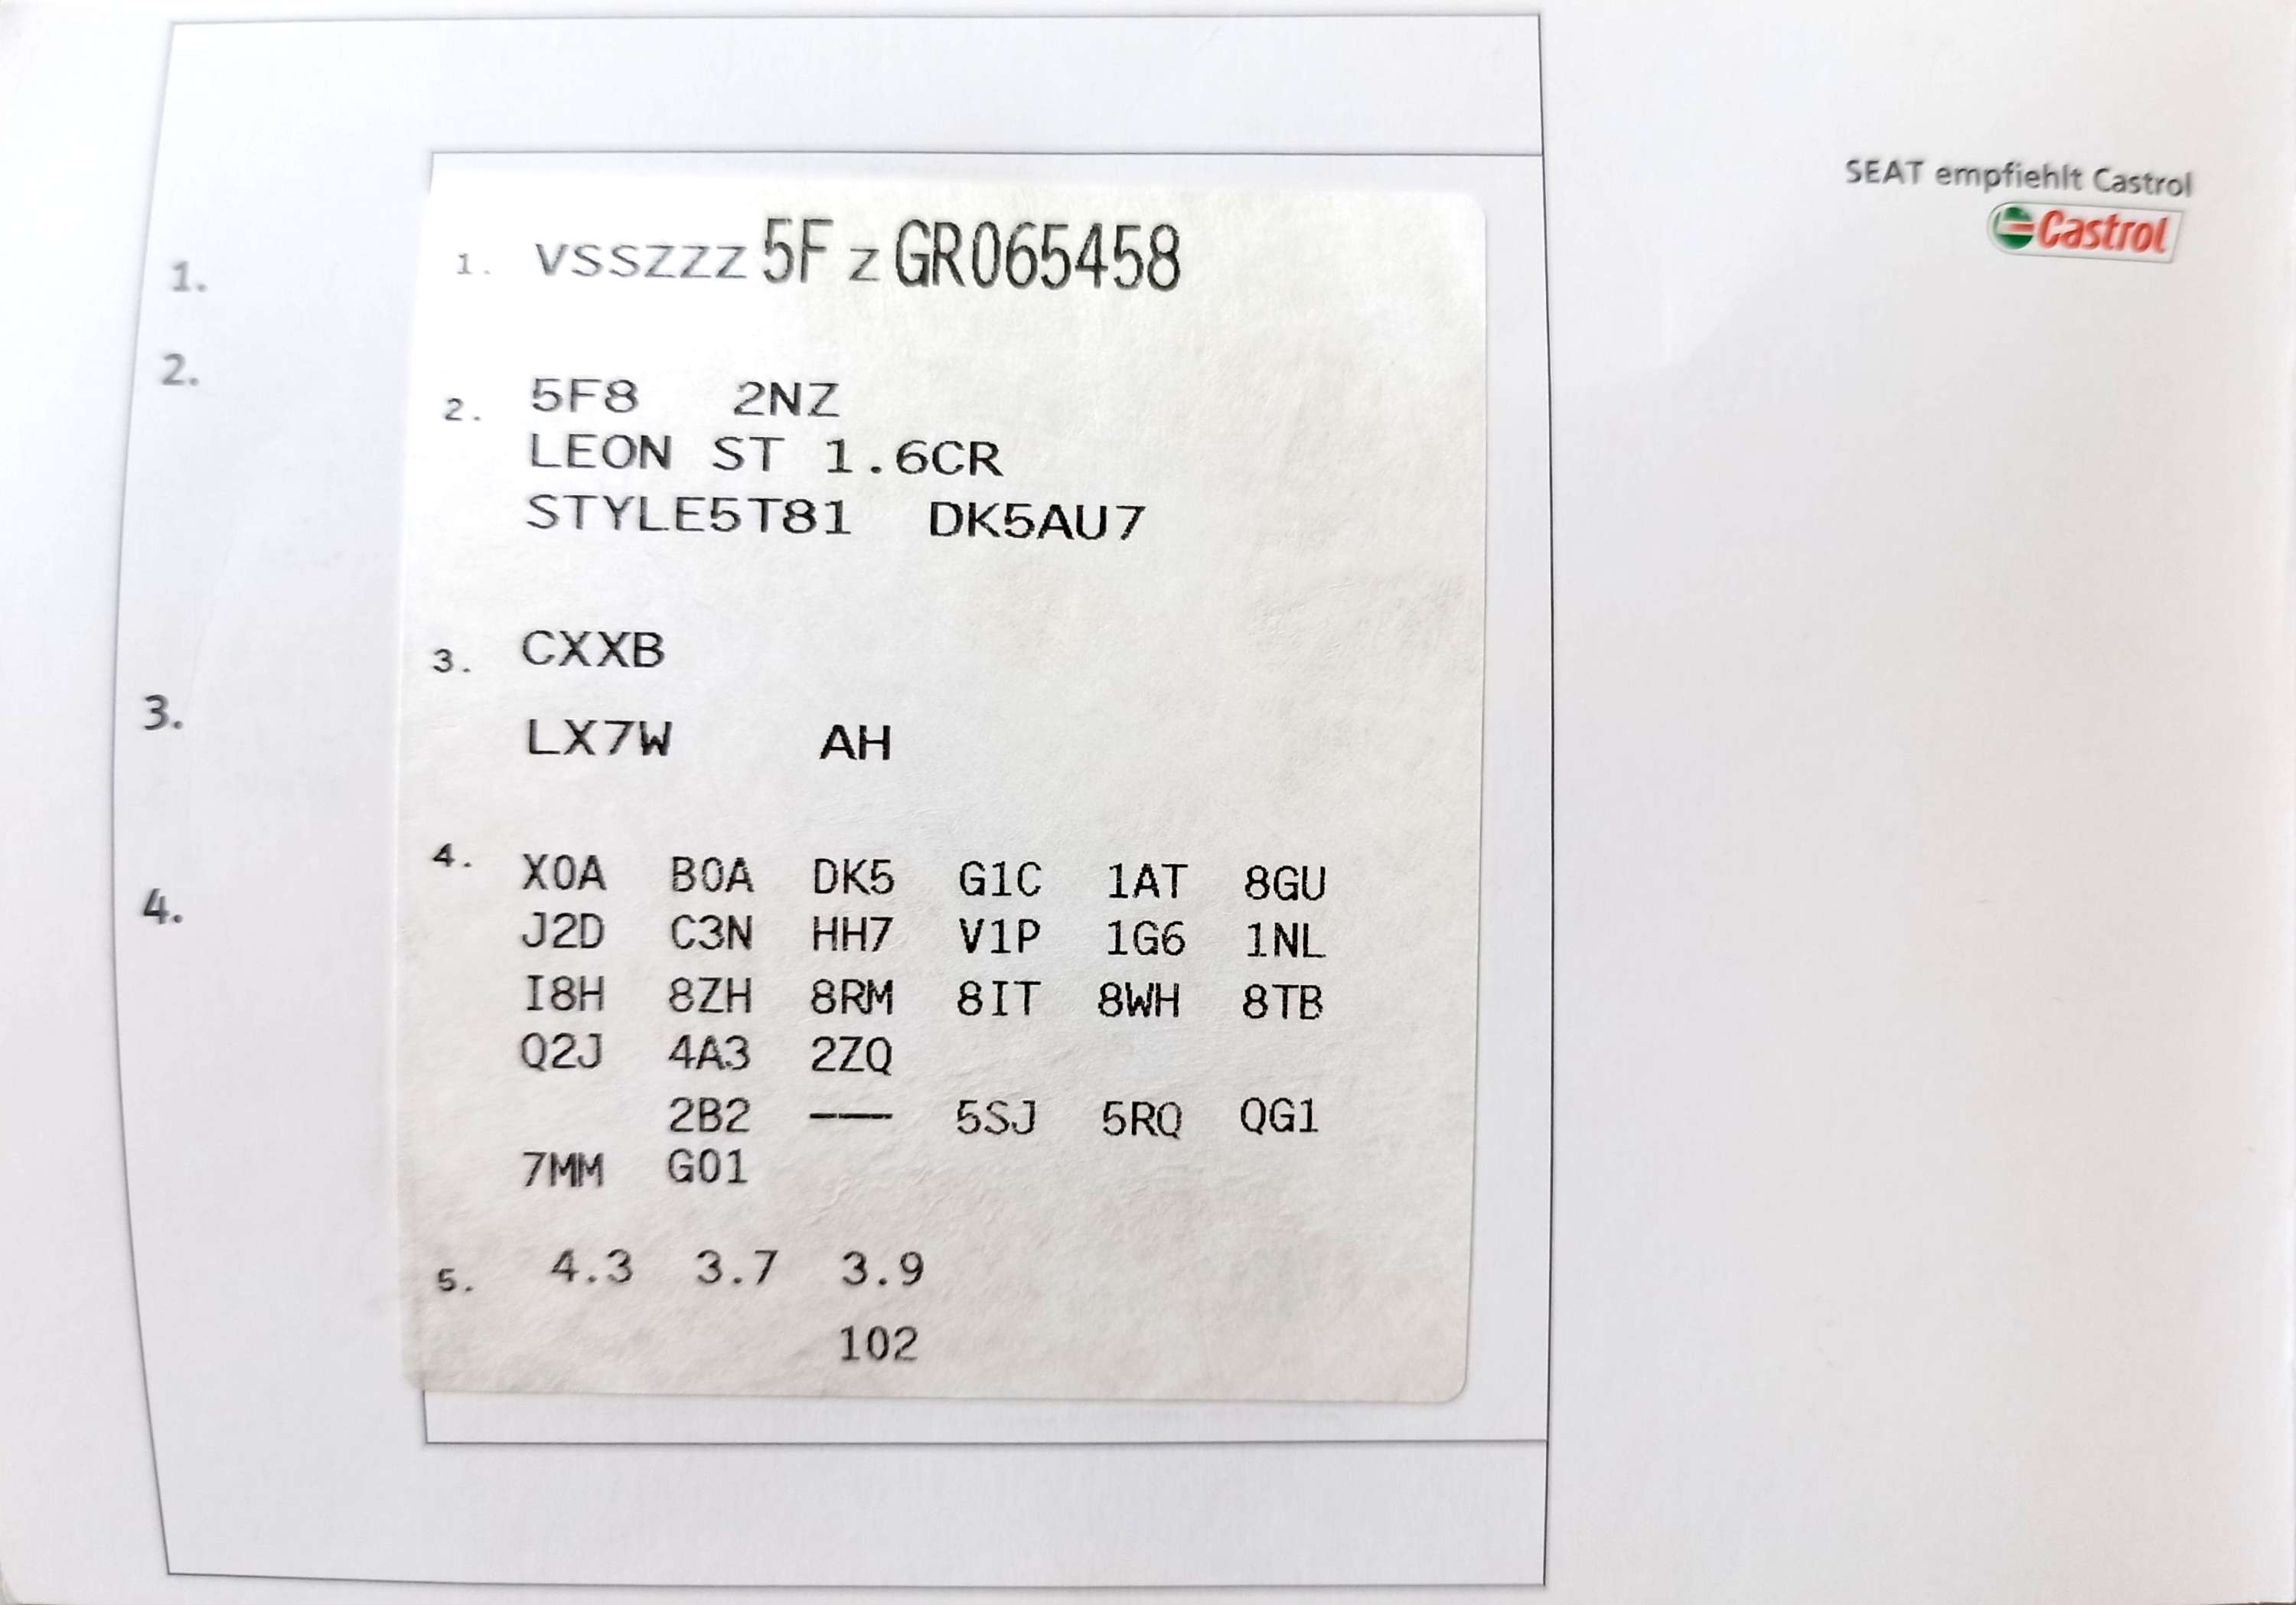 SEAT empfiehlt Castrol
Castrol
1.
2.
3.
4.
1. VSSZZZ 5F Z GR065458
2. 5F8 2NZ
LEON ST 1.6CR
STYLE5T81 DK5AU7
3. CXXB
LX7W AH
4. X0A B0A DK5 G1C 1AT 8GU
J2D C3N HH7 V1P 1G6 1NL
I8H 8ZH 8RM 8IT 8WH 8TB
Q2J 4A3 2ZQ
2B2 ——— 5SJ 5RQ QG1
7MM G01
5. 4.3 3.7 3.9
102